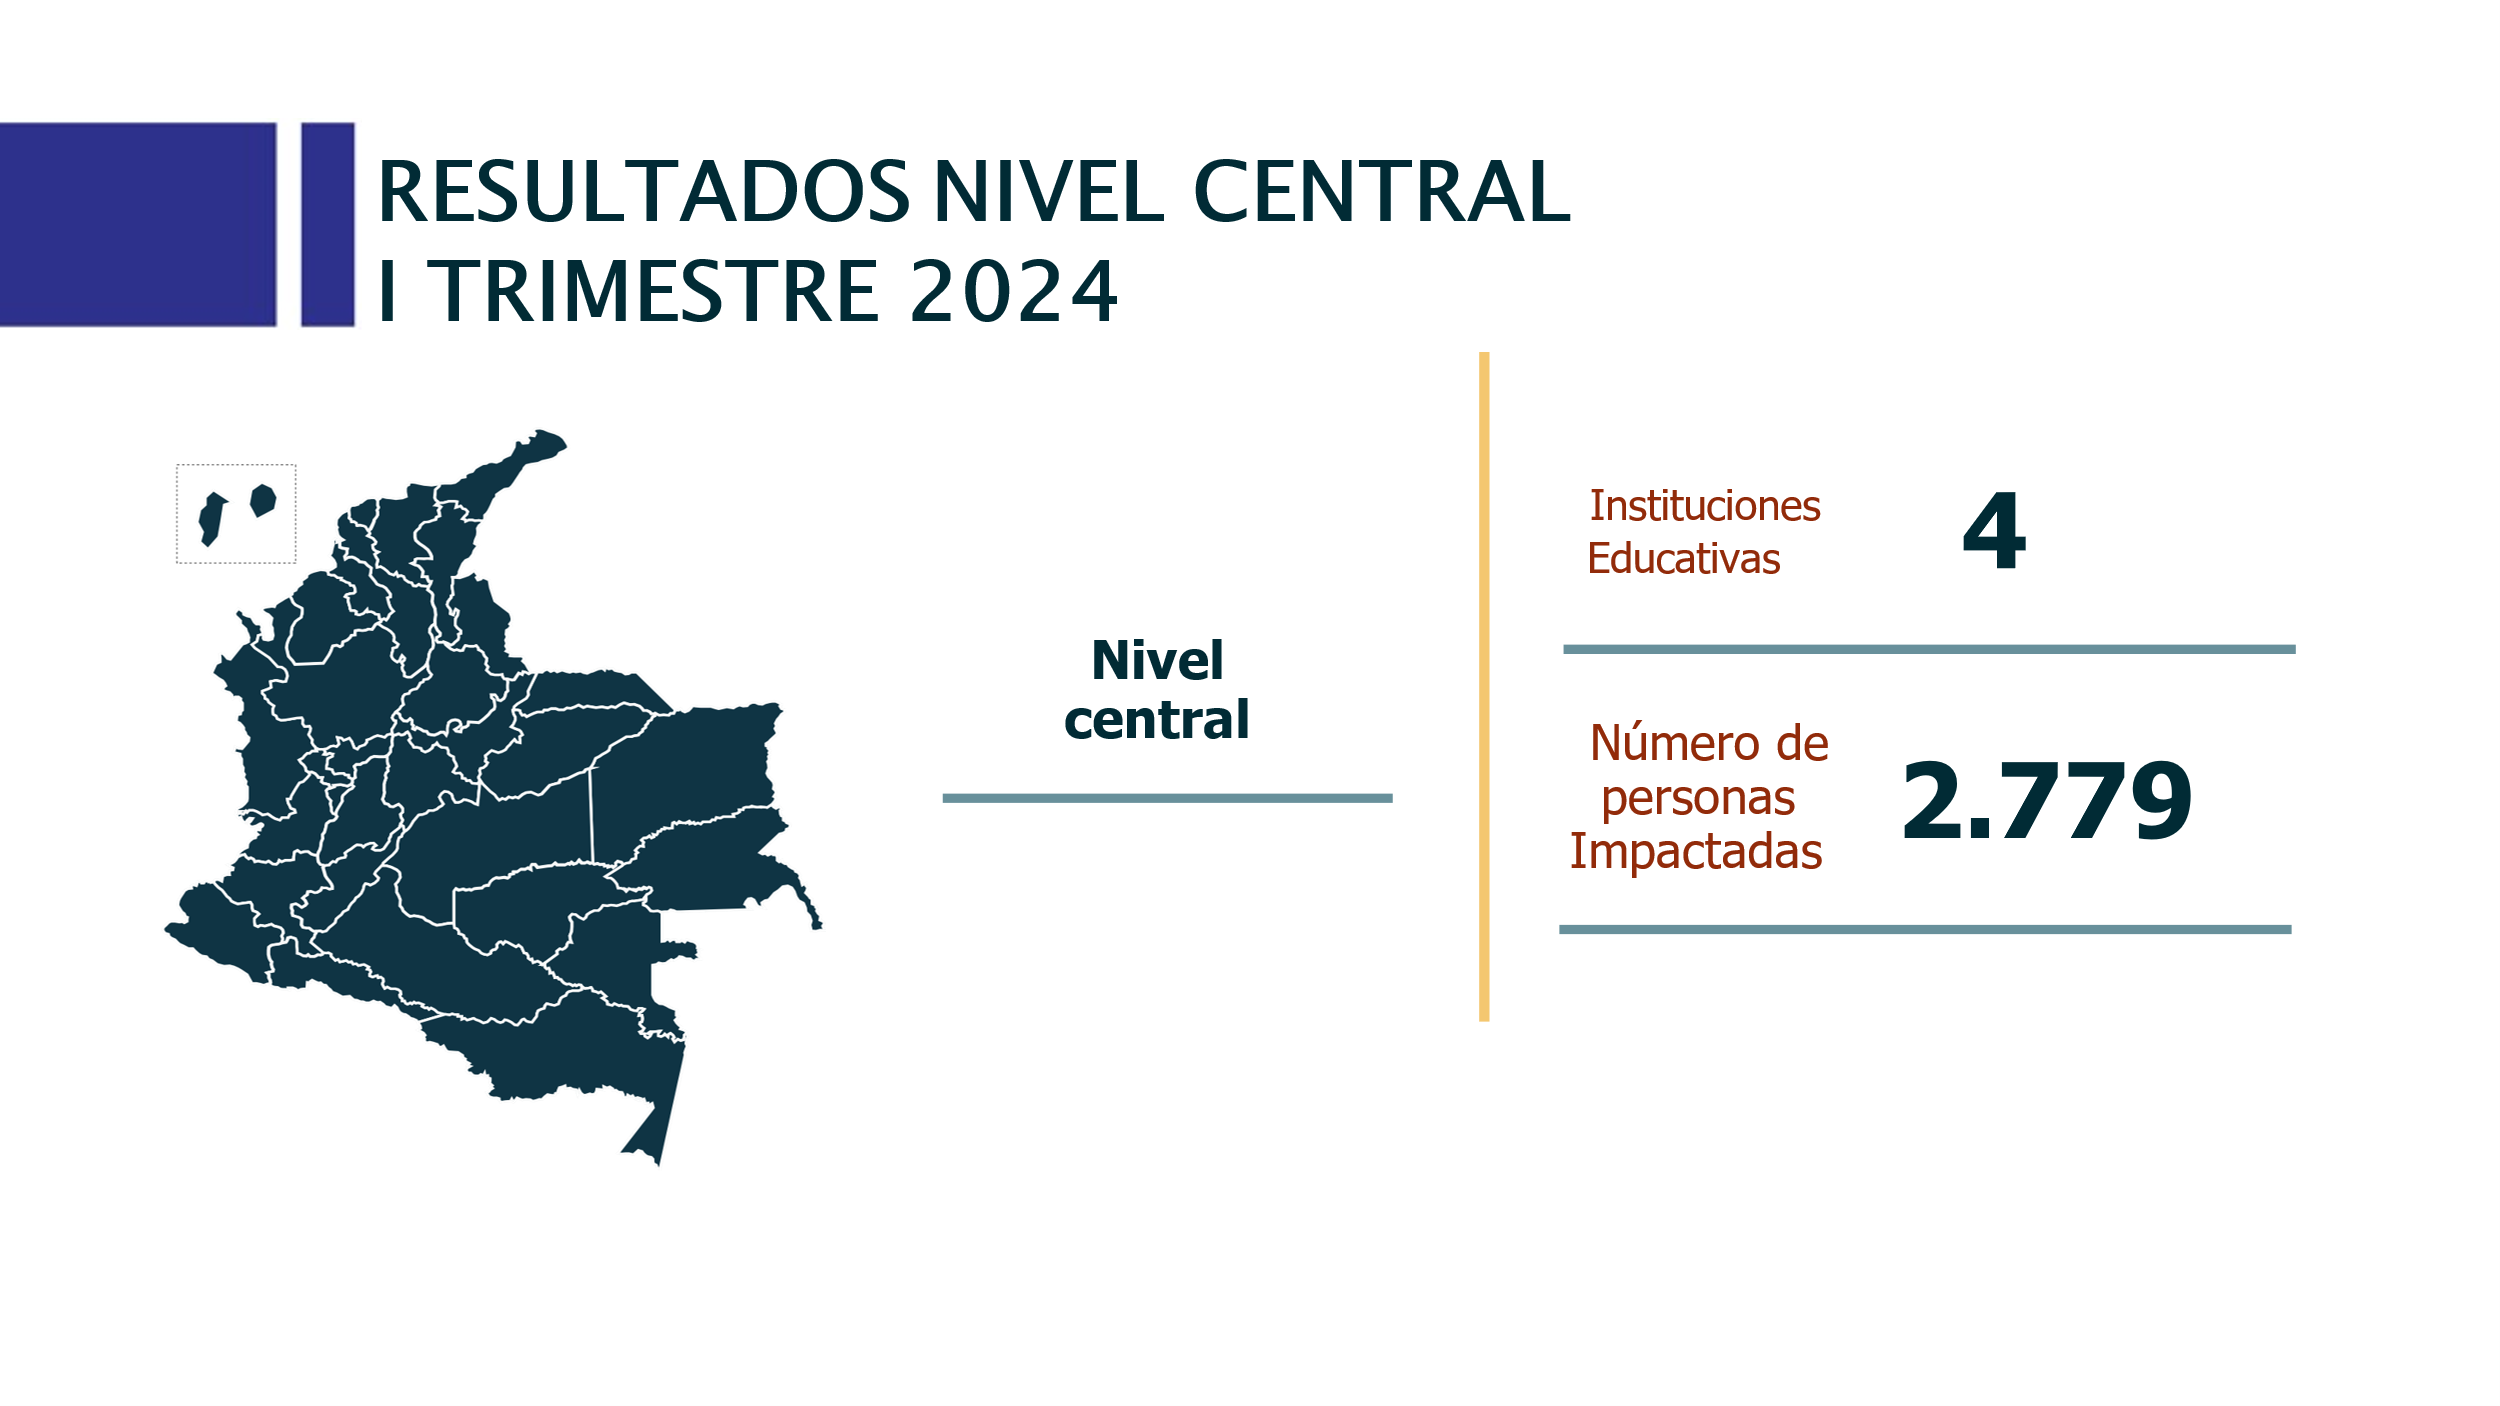 RESULTADOS NIVEL CENTRAL
I TRIMESTRE 2024
Nivel
central
Instituciones
Educativas
4
Número de
personas
Impactadas
2.779